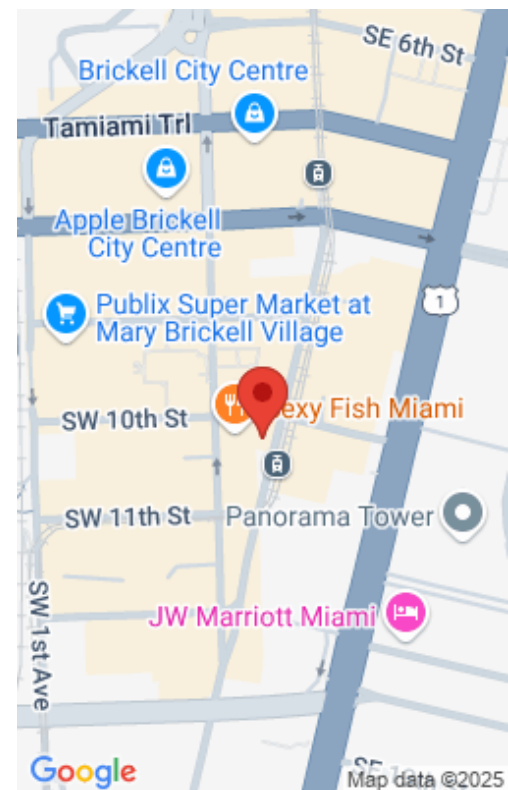 SE 6th St
Brickell City Centre
Tamiami Trl
Apple Brickell
City Centre
1
Publix Super Market at
Mary Brickell Village
exy Fish Miami
SW 10th St
SW 11th St
Panorama Tower
SW 1st Ave
JW Marriott Miami
Google
Map data ©2025